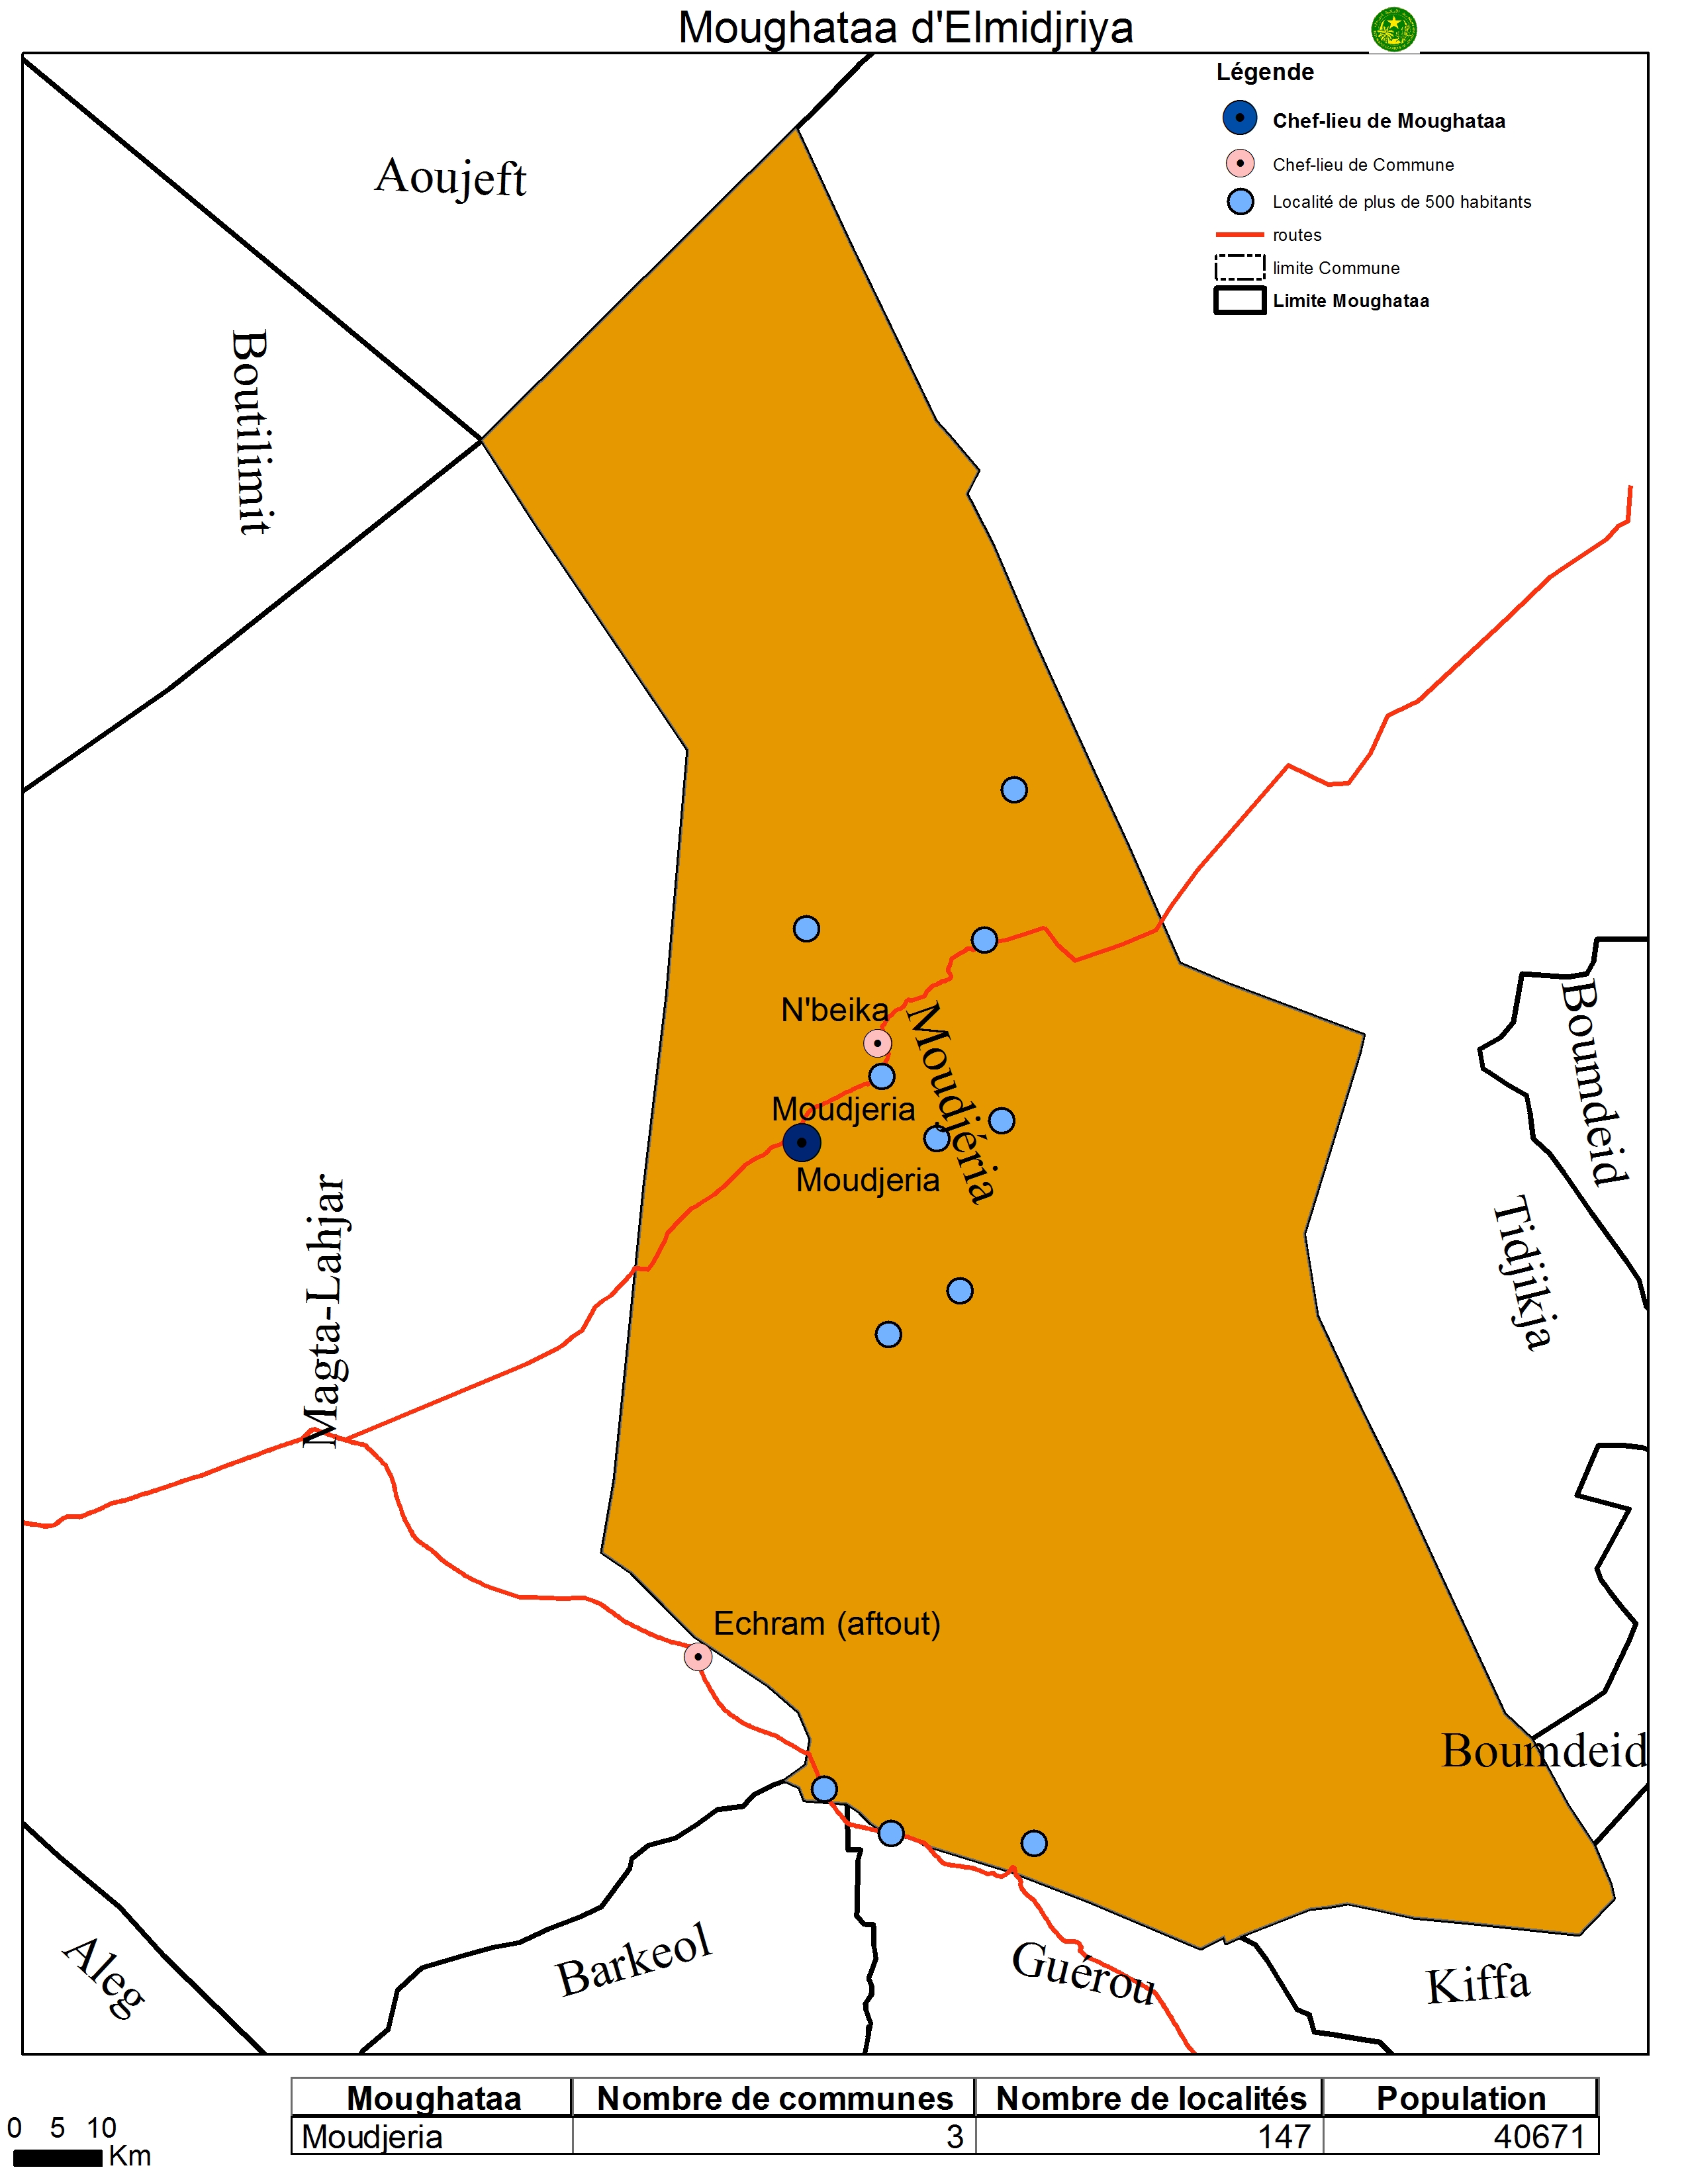 Moughataa d'Elmidjriya
Légende
Chef-lieu de Moughataa
Chef-lieu de Commune
Localité de plus de 500 habitants
routes
limite Commune
Limite Moughataa
Aoujeft
Boutilimit
N'beika
Moudjeria
Moudjéria
Moudjeria
Boumdeid
Tidjikja
Magta-Lahjar
Echram (aftout)
Boumdeid
Aleg
Barkeol
Guérou
Kiffa
Moughataa Nombre de communes Nombre de localités Population
Moudjeria 3 147 40671
0 5 10
Km